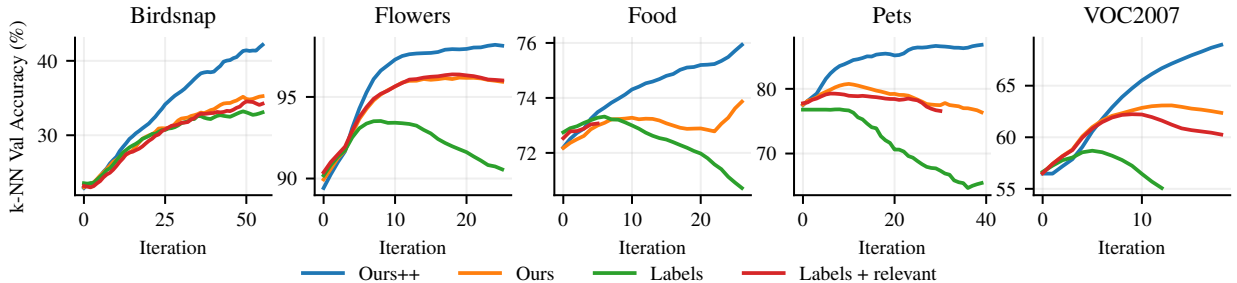 Birdsnap Flowers Food Pets VOC2007
k-NN Val Accuracy (%)
40
30
0 25 50
Iteration
95
90
0 10 20
Iteration
76
74
72
0 10 20
Iteration
80
70
0 20 40
Iteration
65
60
55
0 10
Iteration
Ours++ Ours Labels Labels + relevant